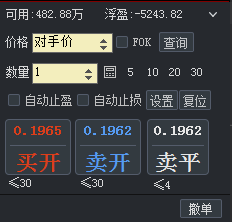 可用:482.88万 浮盈:-5243.82
价格 对手价 FOK 查询
数量 1 5 10 20 30
自动止盈 自动止损 设置 复位
0.1965 0.1962 0.1962
买开 卖开 卖平
≤30 ≤30 ≤4
撤单